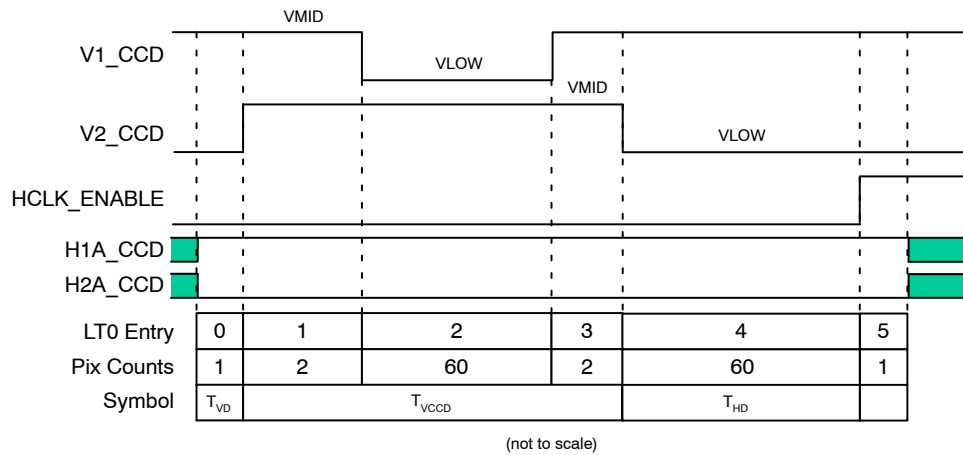 VMID
V1_CCD
VLOW
VMID
V2_CCD
VLOW
HCLK_ENABLE
H1A_CCD
H2A_CCD
LT0 Entry 0 1 2 3 4 5
Pix Counts 1 2 60 2 60 1
Symbol TVD TVCCD THD
(not to scale)